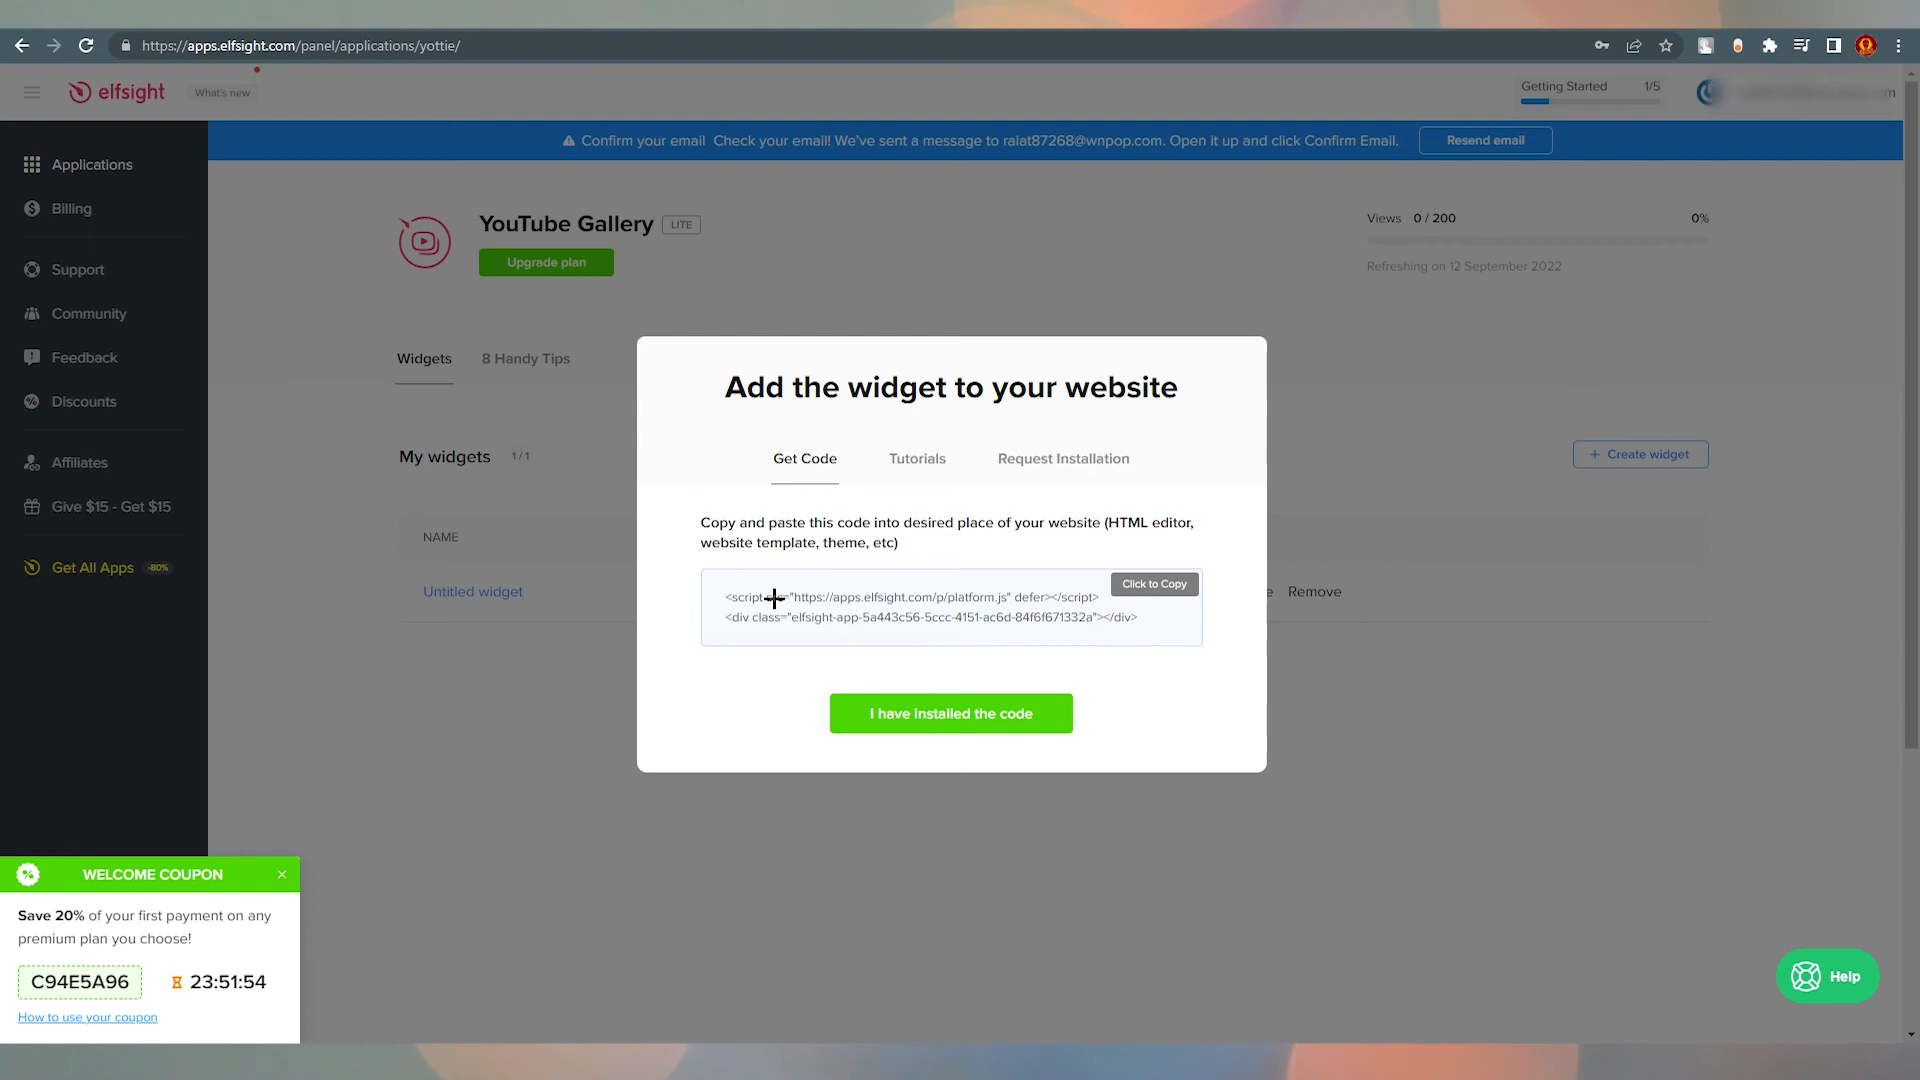 https://apps.elfsight.com/panel/applications/yottie/
elfsight
What's new
Getting Started 1/5
Confirm your email Check your email! We've sent a message to ralat87268@wnpop.com. Open it up and click Confirm Email.
Resend email
Applications
Billing
Support
Community
Feedback
Discounts
Affiliates
Give $15 - Get $15
Get All Apps -80%
YouTube Gallery LITE
Upgrade plan
Views 0 / 200 0%
Refreshing on 12 September 2022
Widgets 8 Handy Tips
My widgets 1/1
+ Create widget
NAME
Untitled widget
Remove
Add the widget to your website
Get Code Tutorials Request Installation
Copy and paste this code into desired place of your website (HTML editor,
website template, theme, etc)
Click to Copy
<script ="https://apps.elfsight.com/p/platform.js" defer></script>
<div class="elfsight-app-5a443c56-5ccc-4151-ac6d-84f6f671332a"></div>
I have installed the code
WELCOME COUPON
Save 20% of your first payment on any
premium plan you choose!
C94E5A96 23:51:54
How to use your coupon
Help